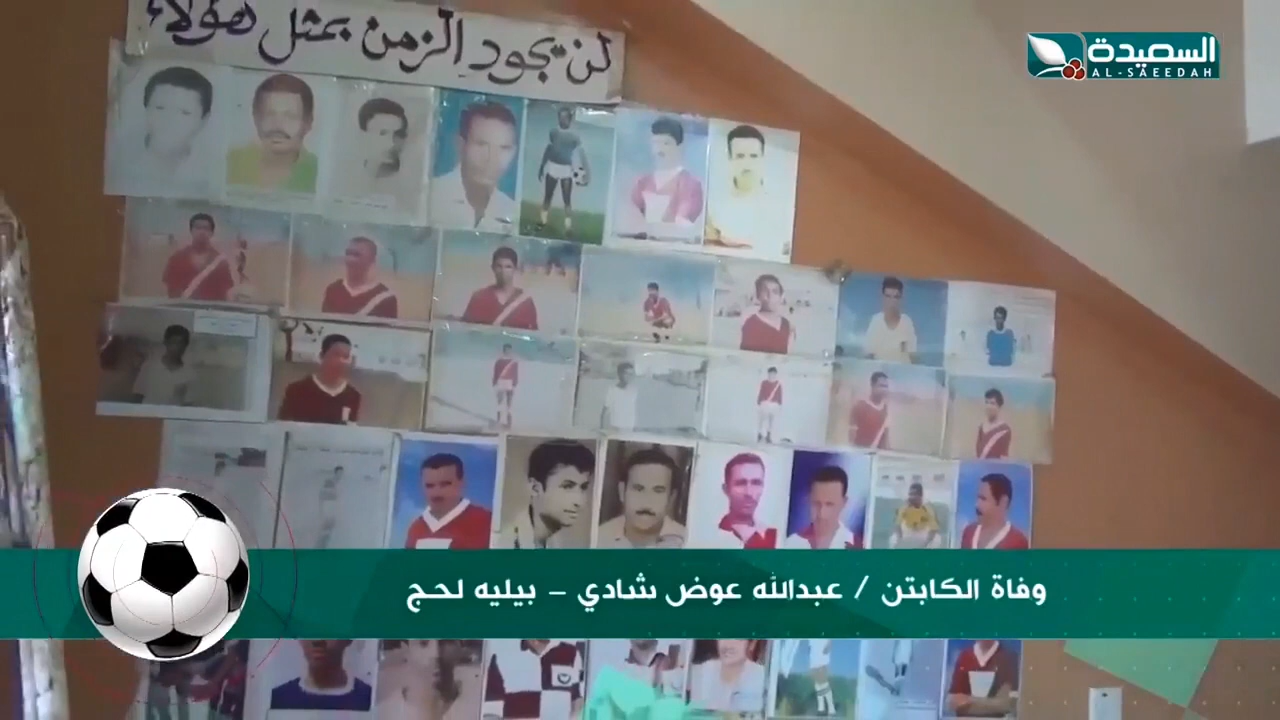 لن يجود الزمن بمثل هؤلاء
السعيدة
AL-SAEEDAH
وفاة الكابتن / عبدالله عوض شادي – بيليه لحج